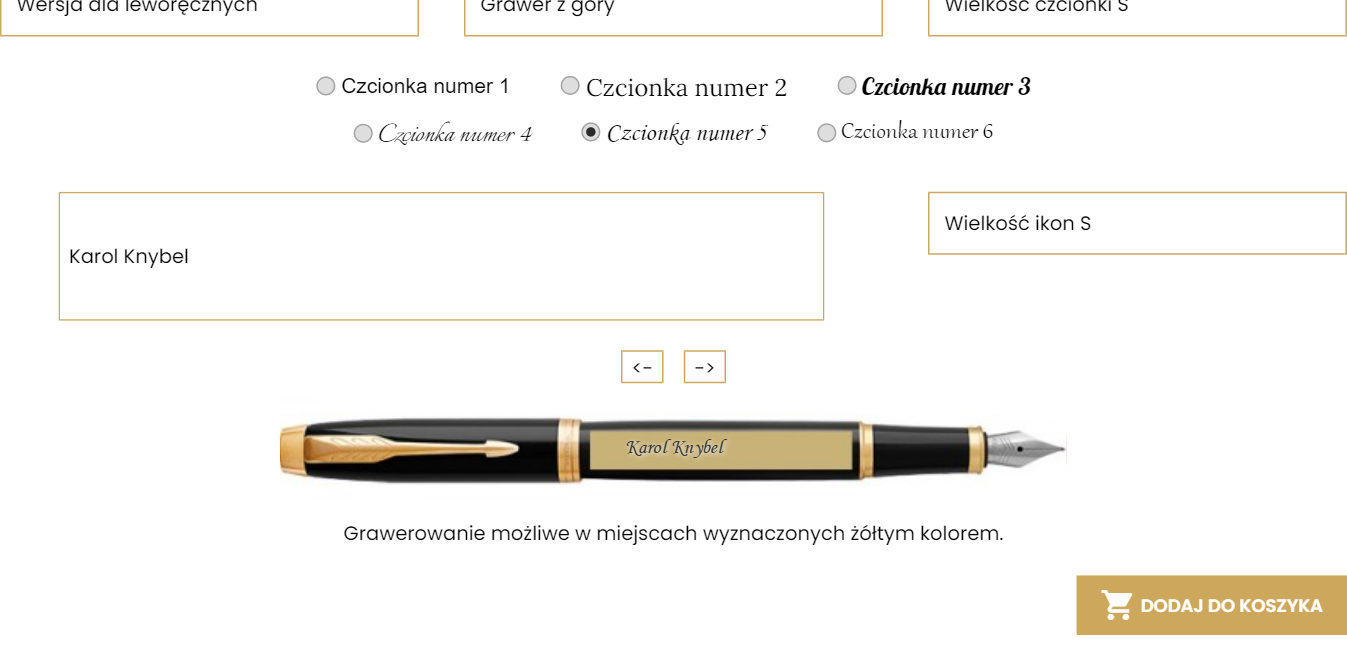 Wersja dla leworęcznych Grawer z góry Wielkość czcionki S
Czcionka numer 1 Czcionka numer 2 Czcionka numer 3
Czcionka numer 4 Czcionka numer 5 Czcionka numer 6
Karol Knybel
Wielkość ikon S
<- ->
Karol Knybel
Grawerowanie możliwe w miejscach wyznaczonych żółtym kolorem.
DODAJ DO KOSZYKA